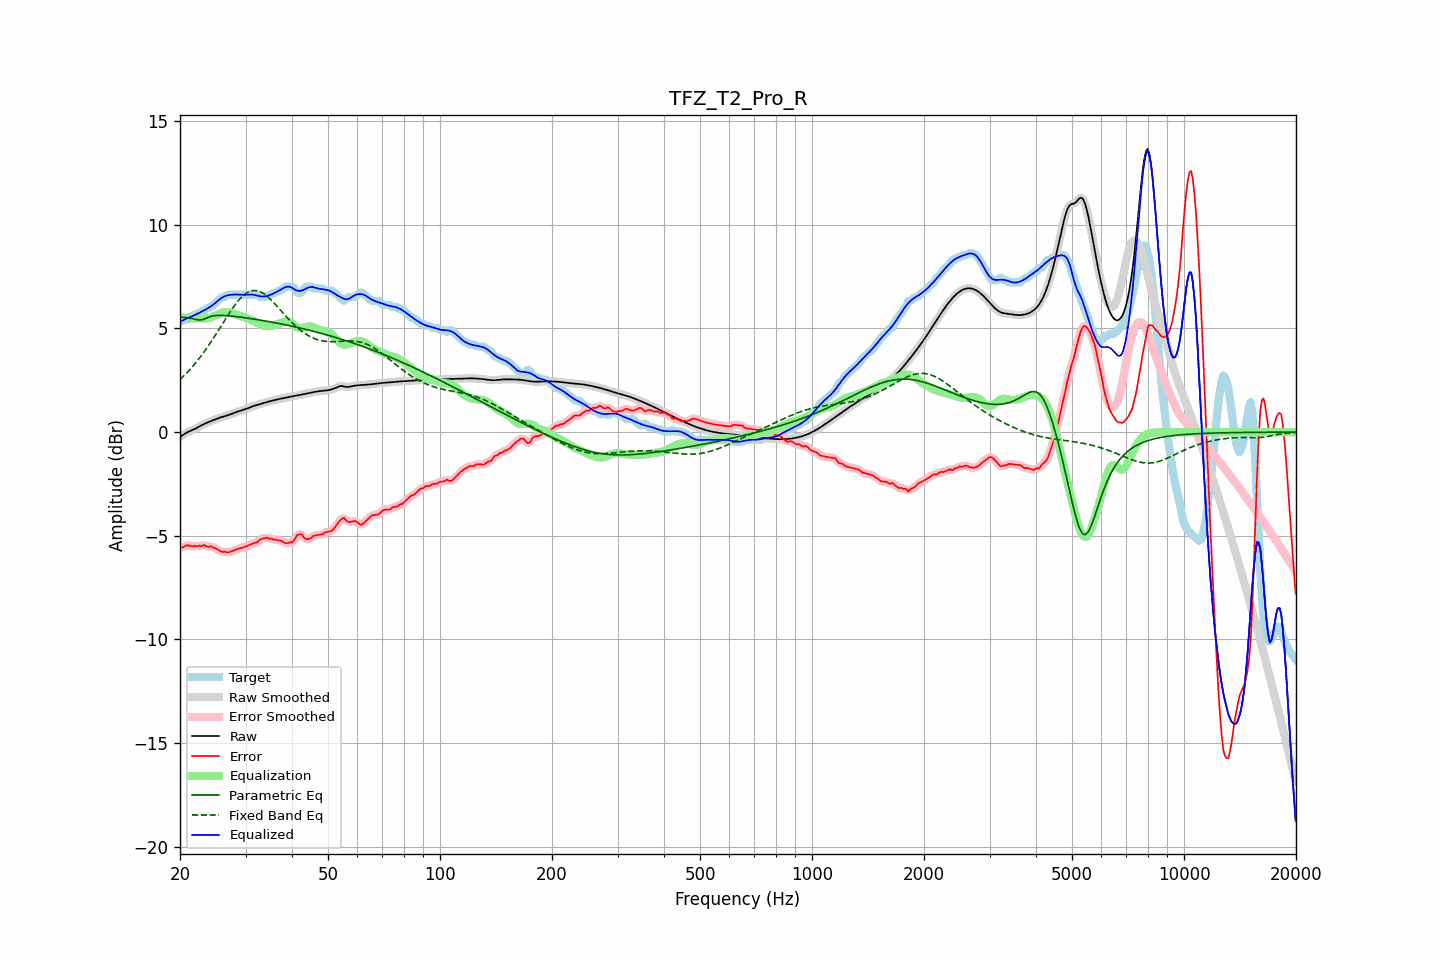 TFZ_T2_Pro_R
Amplitude (dBr)
15
10
5
0
−5
−10
−15
−20
Target
Raw Smoothed
Error Smoothed
Raw
Error
Equalization
Parametric Eq
Fixed Band Eq
Equalized
20 50 100 200 500 1000 2000 5000 10000 20000
Frequency (Hz)